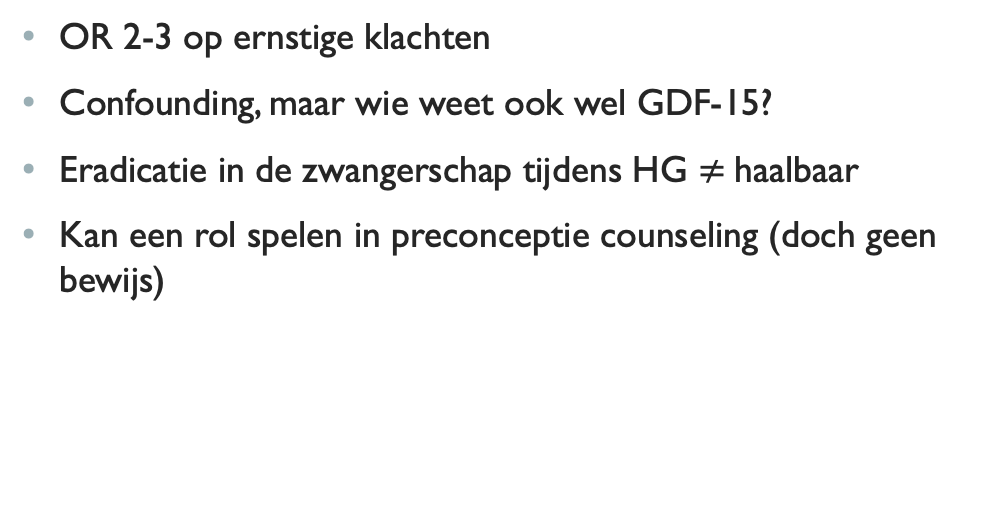 • OR 2-3 op ernstige klachten
• Confounding, maar wie weet ook wel GDF-15?
• Eradicatie in de zwangerschap tijdens HG ≠ haalbaar
• Kan een rol spelen in preconceptie counseling (doch geen
bewijs)